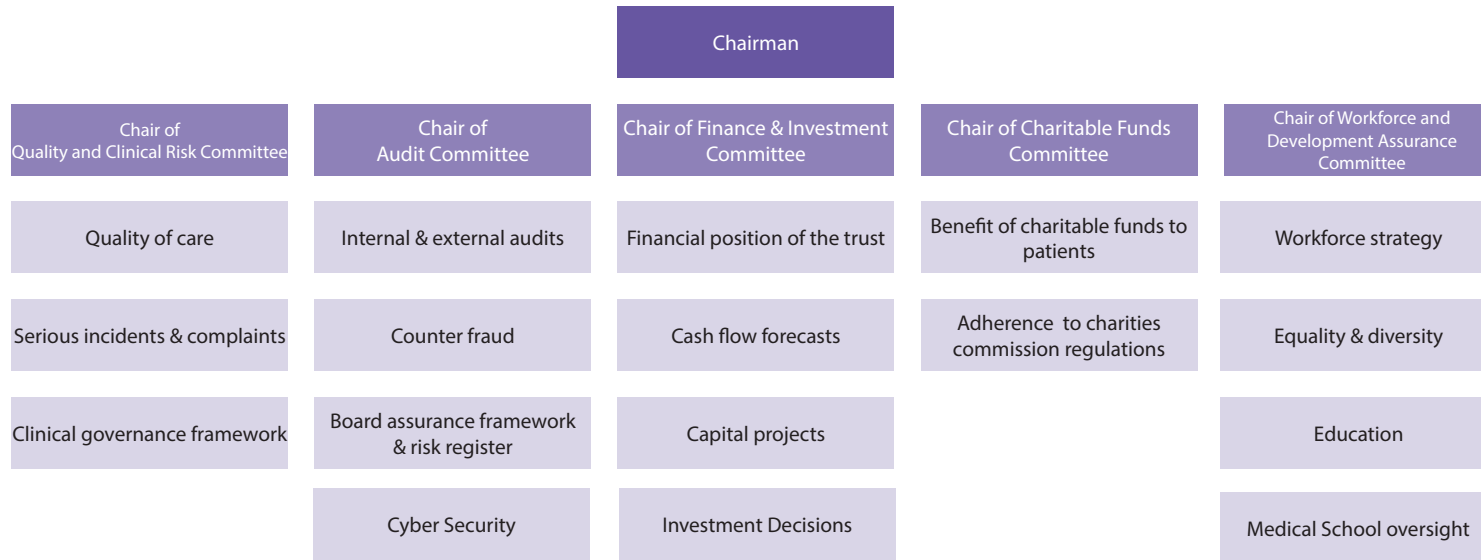 Chairman
Chair of
Quality and Clinical Risk Committee
Chair of
Audit Committee
Chair of Finance & Investment
Committee
Chair of Charitable Funds
Committee
Chair of Workforce and
Development Assurance
Committee
Quality of care
Internal & external audits
Financial position of the trust
Benefit of charitable funds to
patients
Workforce strategy
Serious incidents & complaints
Counter fraud
Cash flow forecasts
Adherence to charities
commission regulations
Equality & diversity
Clinical governance framework
Board assurance framework
& risk register
Capital projects
Education
Cyber Security
Investment Decisions
Medical School oversight